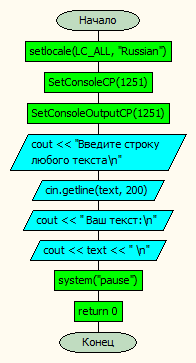 Начало
setlocale(LC_ALL, "Russian")
SetConsoleCP(1251)
SetConsoleOutputCP(1251)
cout << "Введите строку
любого текста\n"
cin.getline(text, 200)
cout << " Ваш текст:\n"
cout << text << " \n"
system("pause")
return 0
Конец